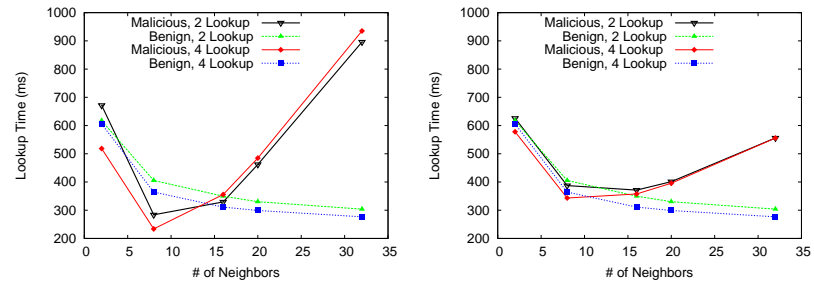 1000
900
800
700
600
500
400
300
200
0
5
10
15
20
25
30
35
Lookup Time (ms)
# of Neighbors
Malicious, 2 Lookup
Benign, 2 Lookup
Malicious, 4 Lookup
Benign, 4 Lookup
1000
900
800
700
600
500
400
300
200
0
5
10
15
20
25
30
35
Lookup Time (ms)
# of Neighbors
Malicious, 2 Lookup
Benign, 2 Lookup
Malicious, 4 Lookup
Benign, 4 Lookup